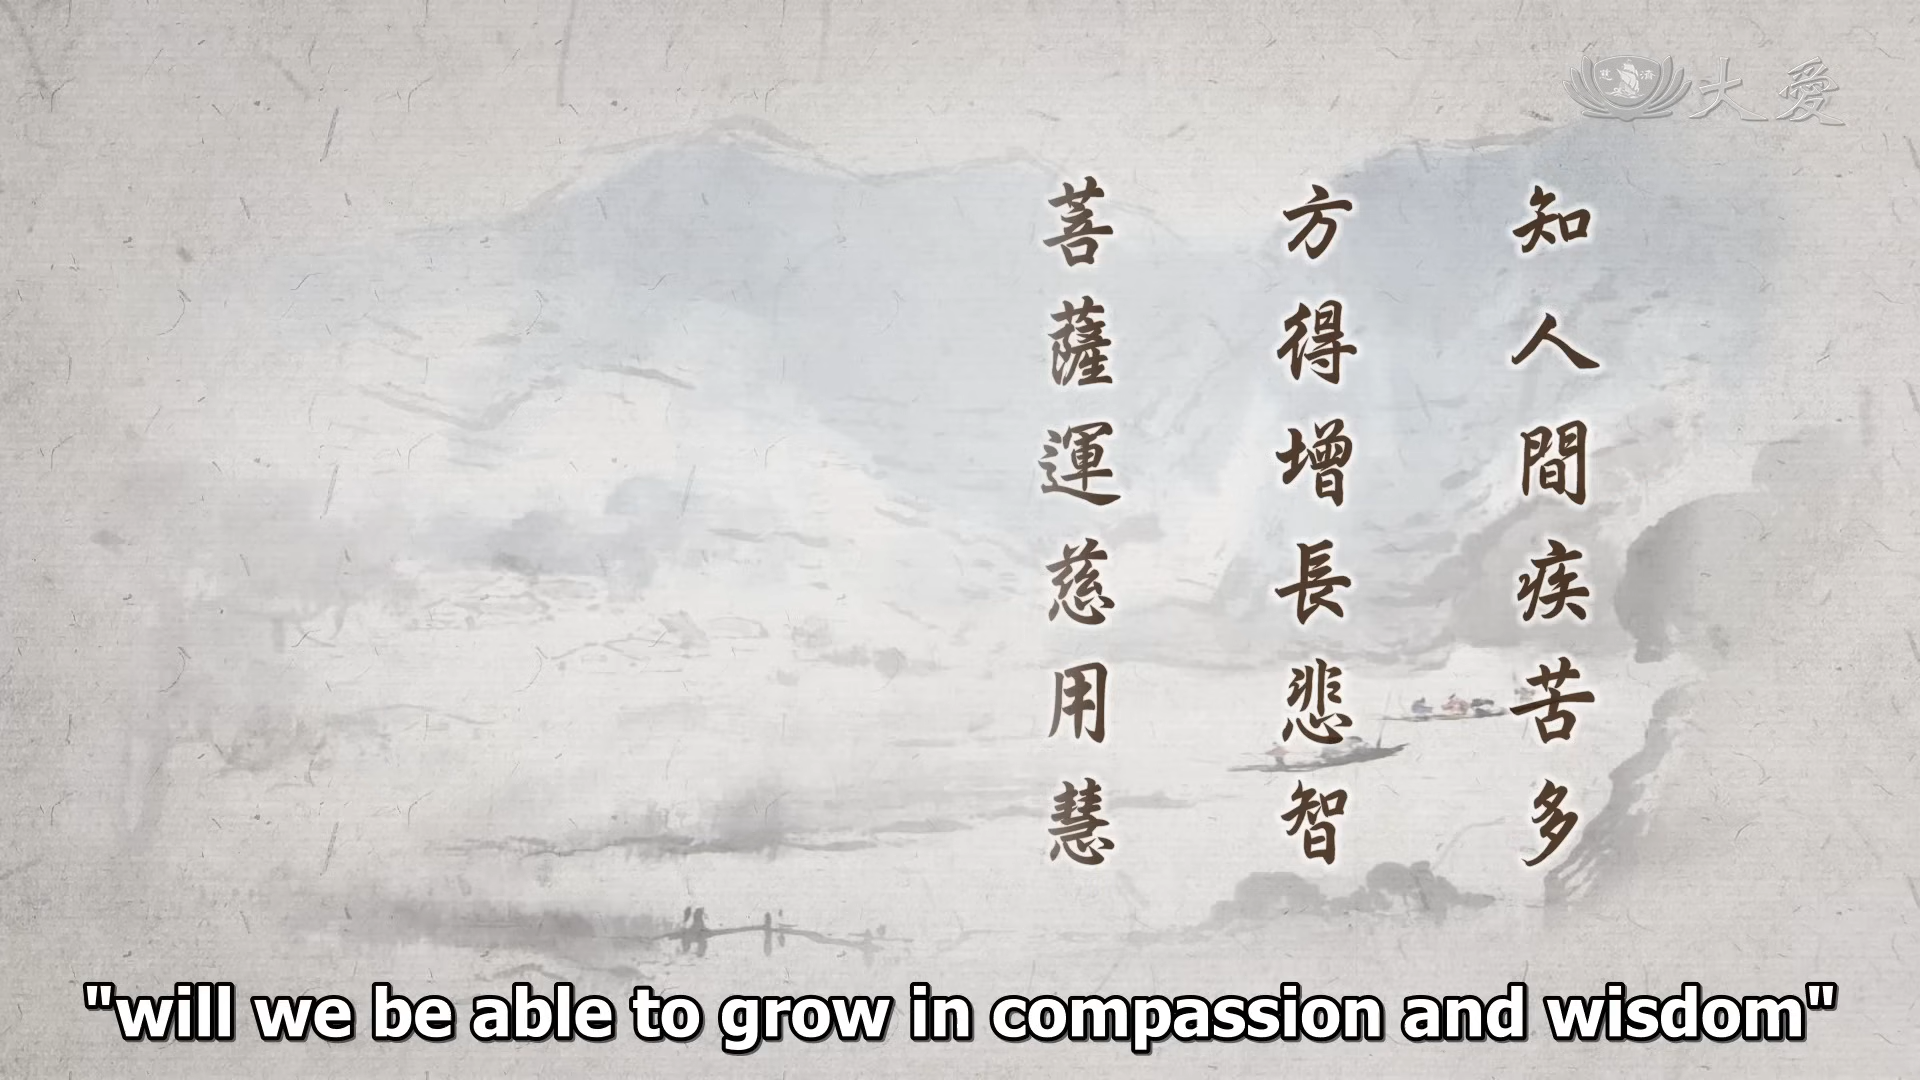 大愛
知人間疾苦多
方得增長悲智
菩薩運慈用慧
"will we be able to grow in compassion and wisdom"